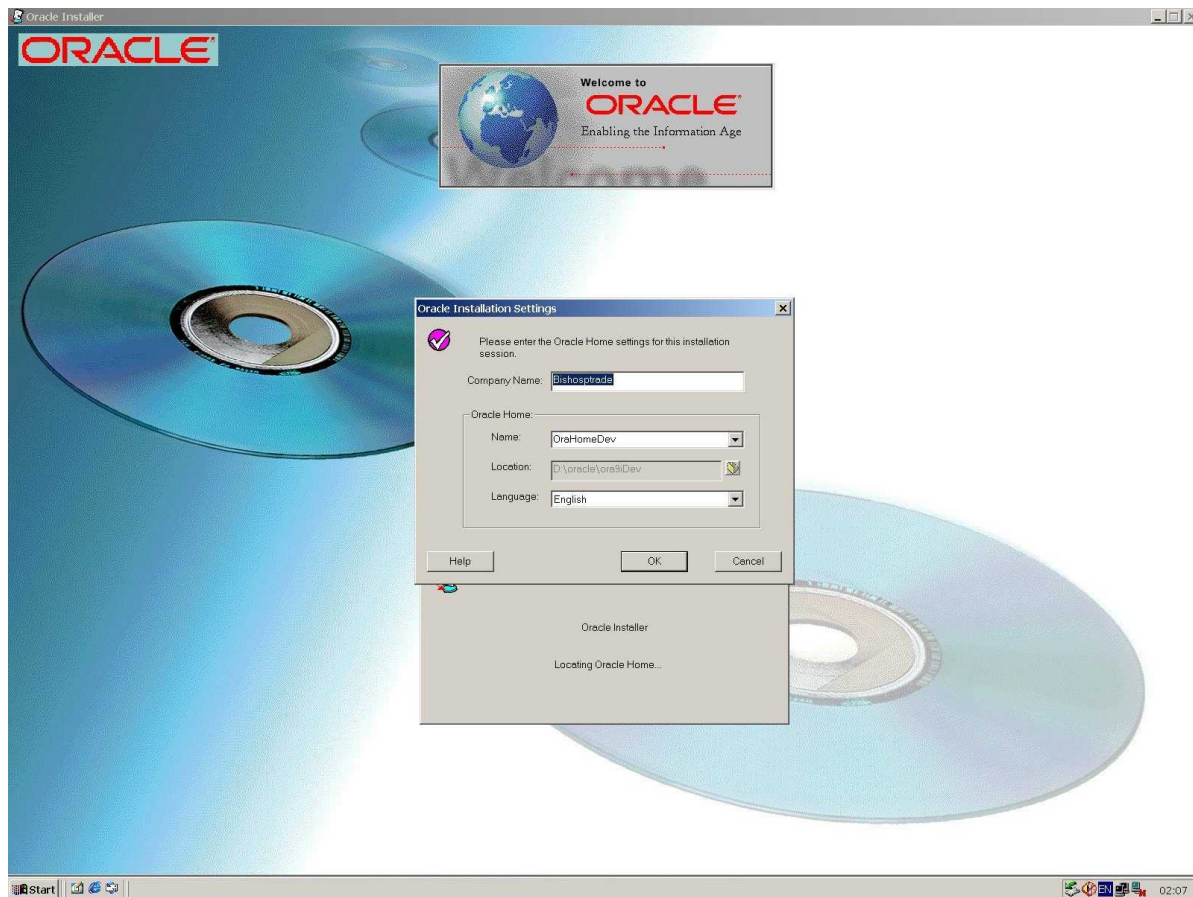 Oracle Installer
ORACLE
Welcome to
ORACLE
Enabling the Information Age
Welcome
Oracle Installation Settings
Please enter the Oracle Home settings for this installation
session.
Company Name: Bishosptrade
Oracle Home:
Name: OraHomeDev
Location: D:\oracle\ora9iDev
Language: English
Help OK Cancel
Oracle Installer
Locating Oracle Home...
Start EN 02:07